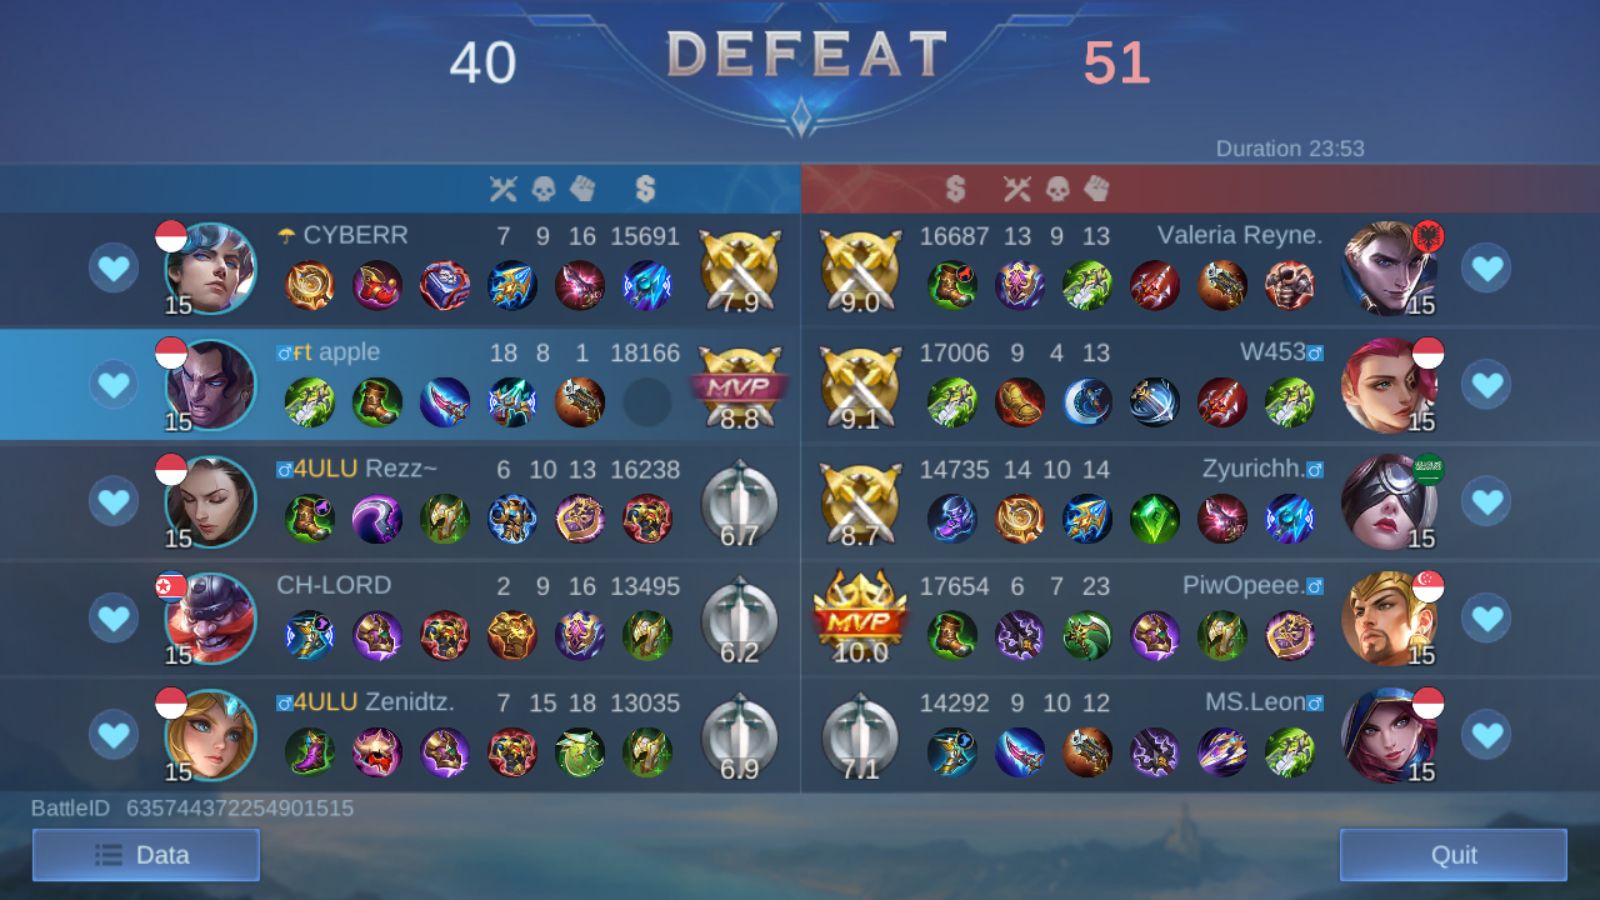 40 DEFEAT 51
Duration 23:53
CYBERR 7 9 16 15691
15 7.9
16687 13 9 13 Valeria Reyne.
9.0 15
ғt apple 18 8 1 18166
15 MVP 8.8
17006 9 4 13 W453
9.1 15
4ULU Rezz~ 6 10 13 16238
15 6.7
14735 14 10 14 Zyurichh.
8.7 15
CH-LORD 2 9 16 13495
15 6.2
17654 6 7 23 PiwOpeee.
MVP 10.0 15
4ULU Zenidtz. 7 15 18 13035
15 6.9
14292 9 10 12 MS.Leon
7.1 15
BattleID 635744372254901515
Data
Quit